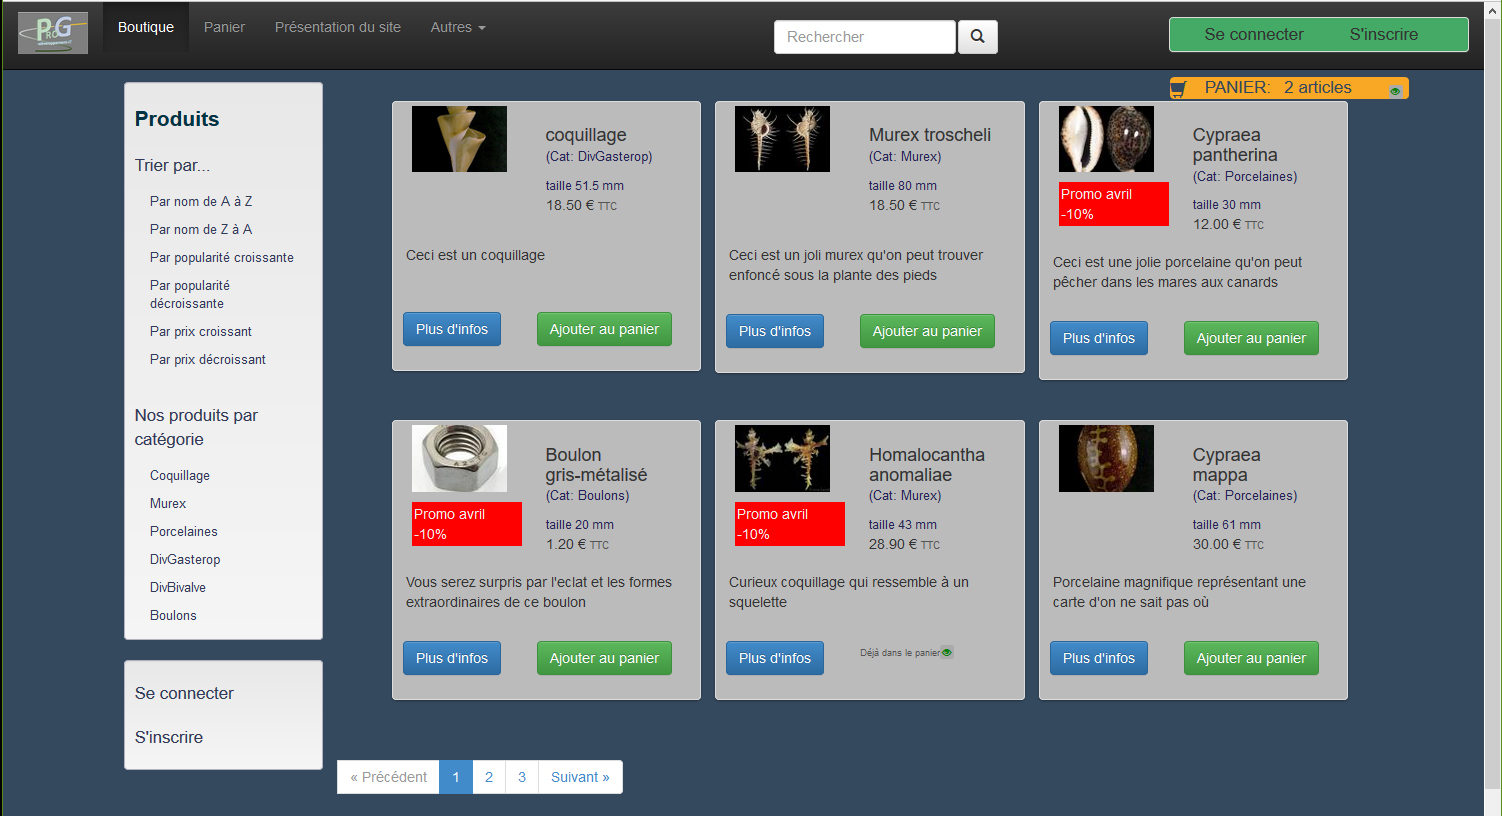 PROG
Boutique
Panier
Présentation du site
Autres
Rechercher
Se connecter
S'inscrire
PANIER: 2 articles
Produits
Trier par...
Par nom de A à Z
Par nom de Z à A
Par popularité croissante
Par popularité
décroissante
Par prix croissant
Par prix décroissant
Nos produits par
catégorie
Coquillage
Murex
Porcelaines
DivGasterop
DivBivalve
Boulons
Se connecter
S'inscrire
coquillage
(Cat: DivGasterop)
taille 51.5 mm
18.50 € TTC
Ceci est un coquillage
Plus d'infos
Ajouter au panier
Murex troscheli
(Cat: Murex)
taille 80 mm
18.50 € TTC
Ceci est un joli murex qu'on peut trouver
enfoncé sous la plante des pieds
Plus d'infos
Ajouter au panier
Cypraea
pantherina
(Cat: Porcelaines)
Promo avril
-10%
taille 30 mm
12.00 € TTC
Ceci est une jolie porcelaine qu'on peut
pêcher dans les mares aux canards
Plus d'infos
Ajouter au panier
Boulon
gris-métalisé
(Cat: Boulons)
Promo avril
-10%
taille 20 mm
1.20 € TTC
Vous serez surpris par l'eclat et les formes
extraordinaires de ce boulon
Plus d'infos
Ajouter au panier
Homalocantha
anomaliae
(Cat: Murex)
Promo avril
-10%
taille 43 mm
28.90 € TTC
Curieux coquillage qui ressemble à un
squelette
Plus d'infos
Déjà dans le panier
Cypraea
mappa
(Cat: Porcelaines)
taille 61 mm
30.00 € TTC
Porcelaine magnifique représentant une
carte d'on ne sait pas où
Plus d'infos
Ajouter au panier
« Précédent
1
2
3
Suivant »